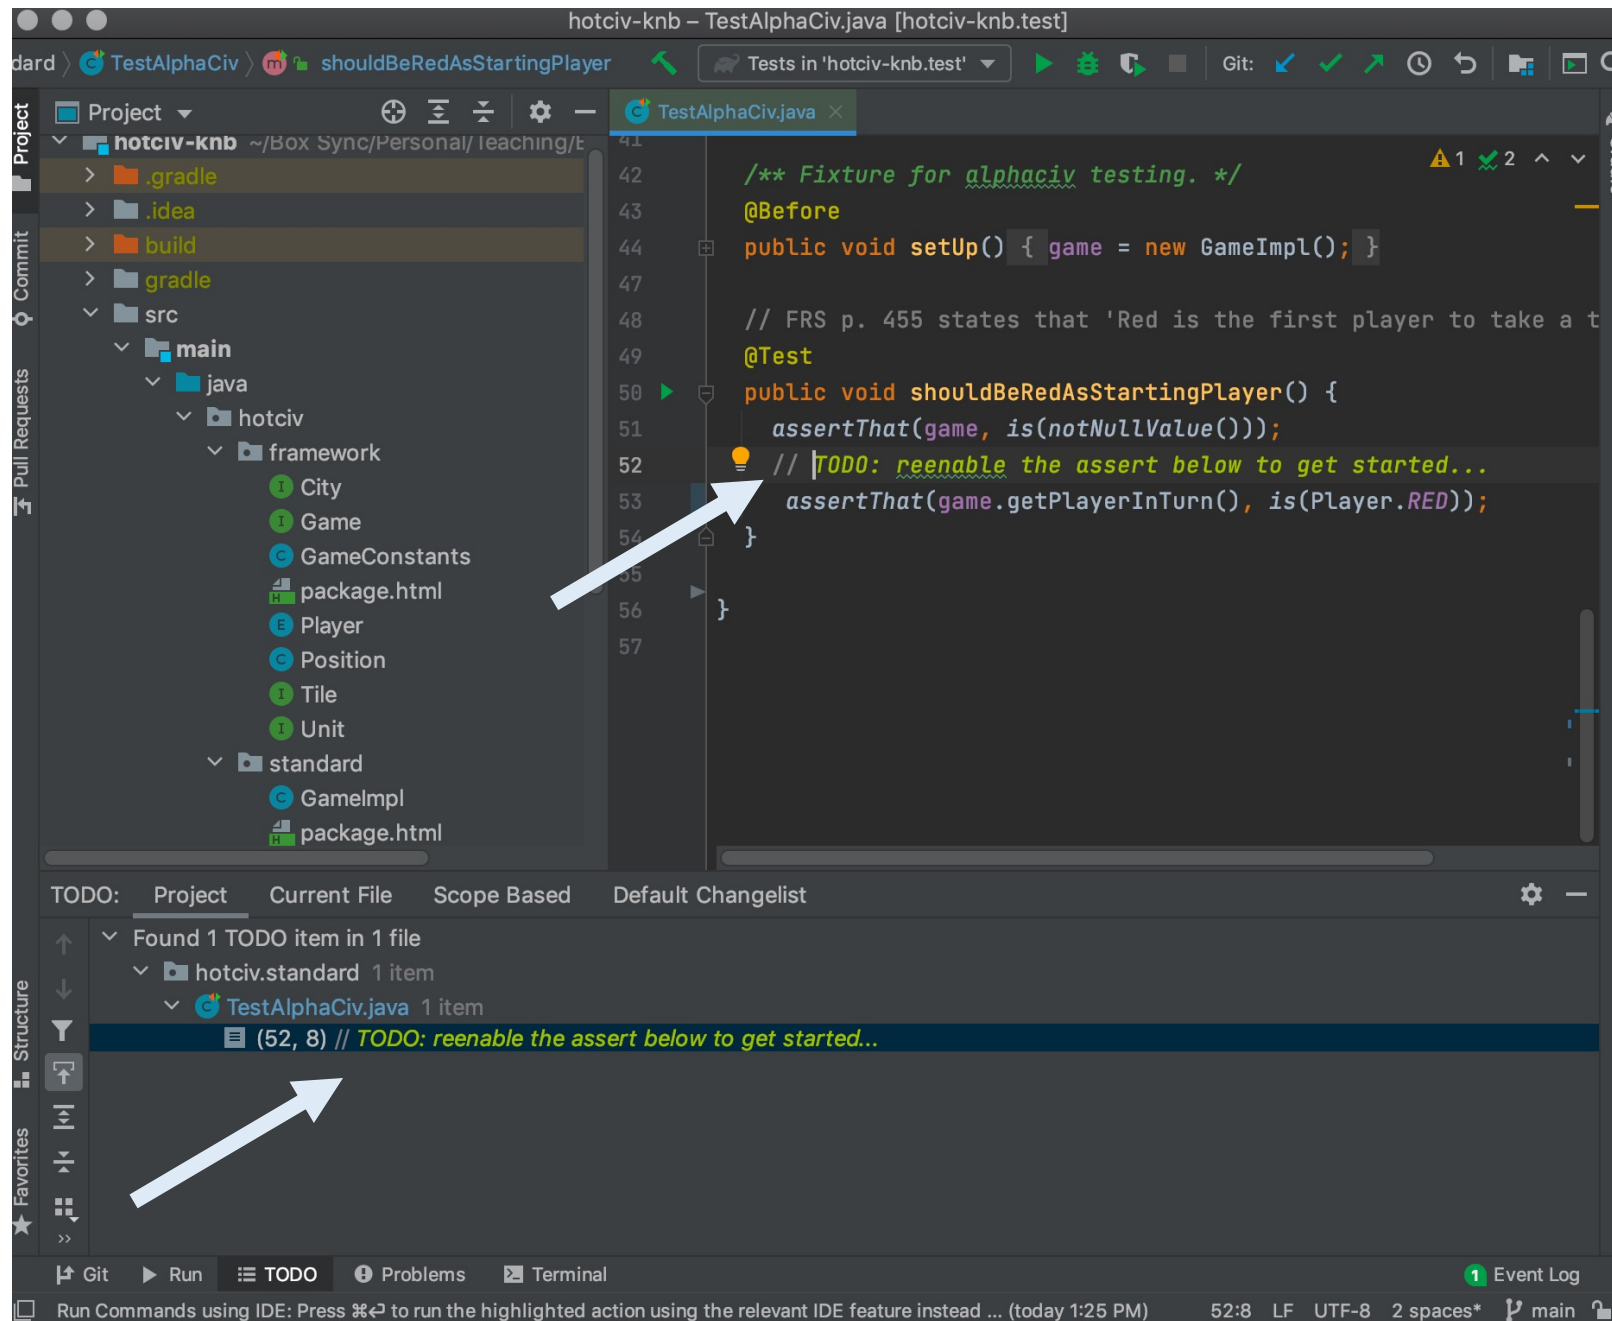 hotciv-knb – TestAlphaCiv.java [hotciv-knb.test]
dard 〉 TestAlphaCiv 〉 m shouldBeRedAsStartingPlayer Tests in 'hotciv-knb.test' Git:
Project
TestAlphaCiv.java
Project
Commit
Pull Requests
Structure
Favorites
hotciv-knb ~/Box Sync/Personal/Teaching/
.gradle
.idea
build
gradle
src
main
java
hotciv
framework
I City
I Game
C GameConstants
H package.html
E Player
C Position
I Tile
I Unit
standard
C GameImpl
H package.html
1 2
41
42 /** Fixture for alphaciv testing. */
43 @Before
44 public void setUp() { game = new GameImpl(); }
47
48 // FRS p. 455 states that 'Red is the first player to take a t
49 @Test
50 public void shouldBeRedAsStartingPlayer() {
51 assertThat(game, is(notNullValue()));
52 // TODO: reenable the assert below to get started...
53 assertThat(game.getPlayerInTurn(), is(Player.RED));
54 }
55
56 }
57
TODO: Project Current File Scope Based Default Changelist
Found 1 TODO item in 1 file
hotciv.standard 1 item
TestAlphaCiv.java 1 item
(52, 8) // TODO: reenable the assert below to get started...
Git Run TODO Problems Terminal 1 Event Log
Run Commands using IDE: Press ⌘↩ to run the highlighted action using the relevant IDE feature instead ... (today 1:25 PM) 52:8 LF UTF-8 2 spaces* main